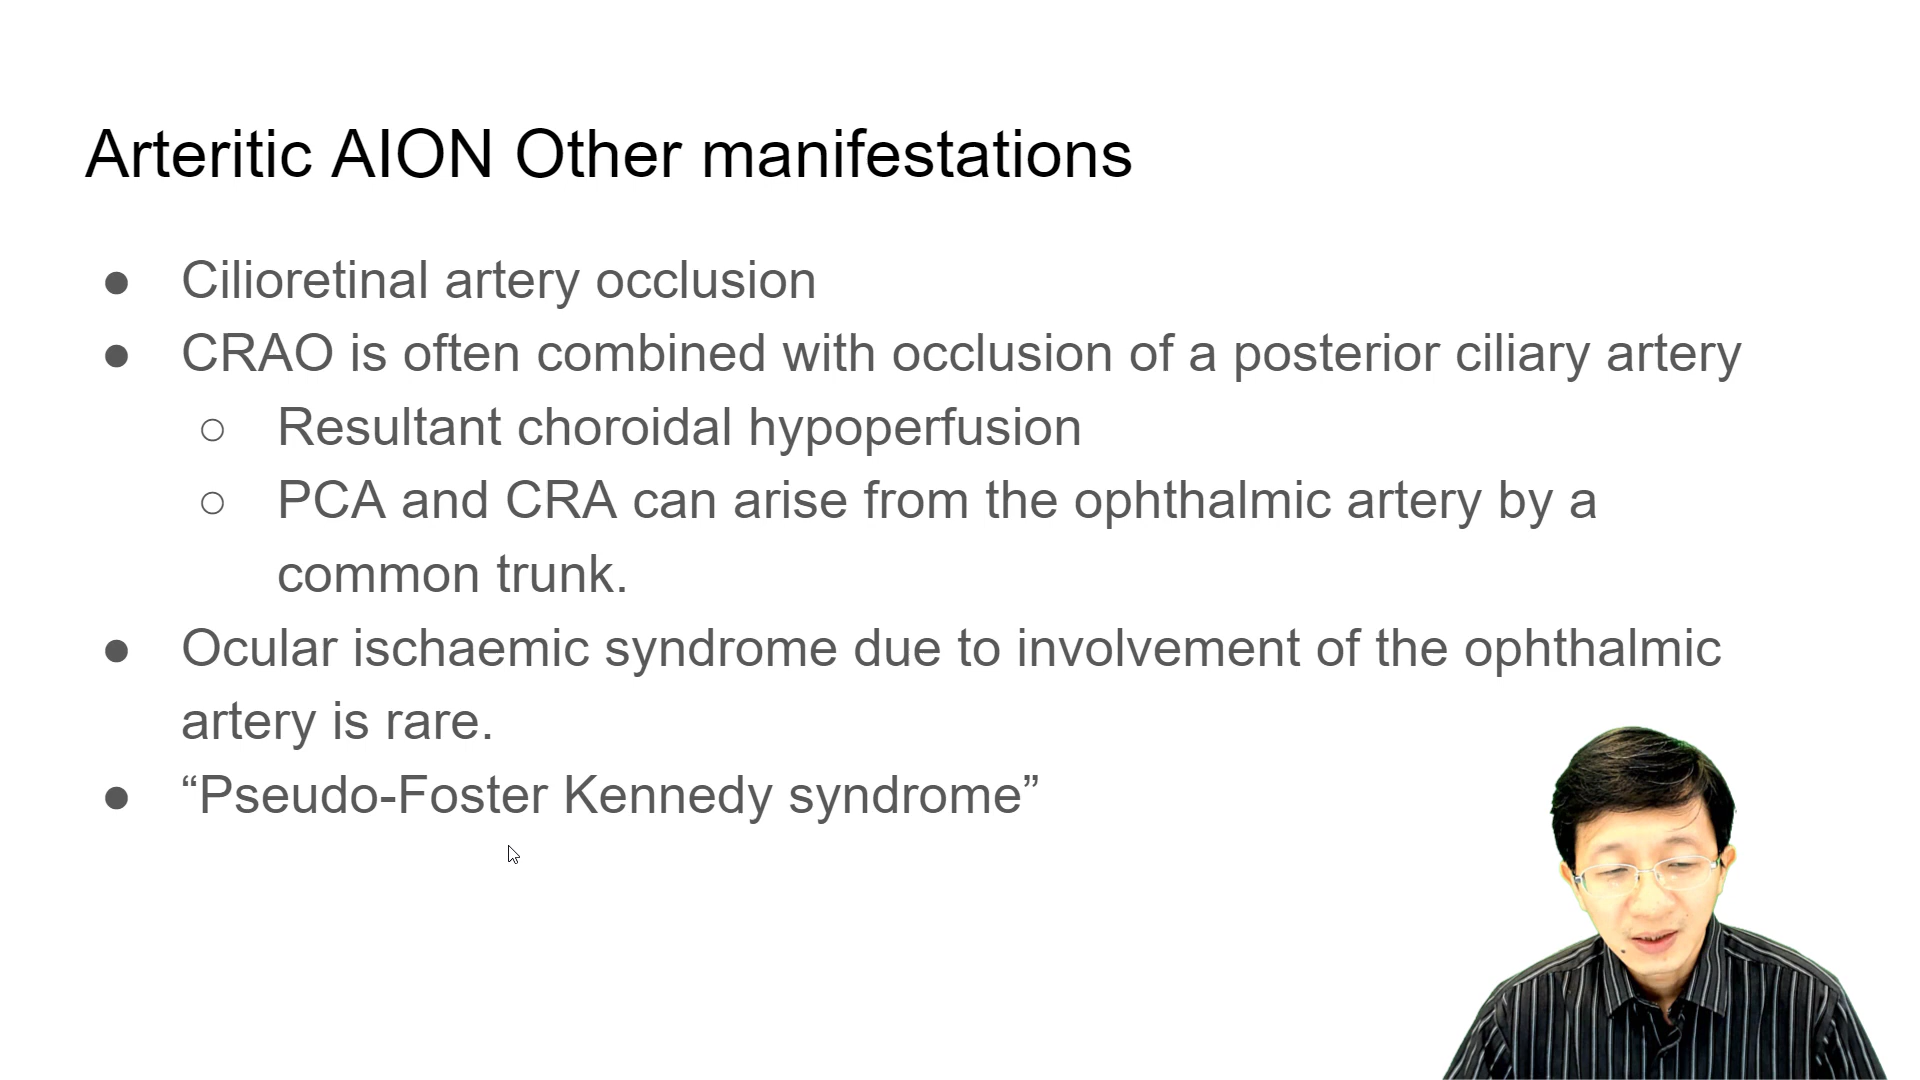 Arteritic AION Other manifestations
● Cilioretinal artery occlusion
● CRAO is often combined with occlusion of a posterior ciliary artery
○ Resultant choroidal hypoperfusion
○ PCA and CRA can arise from the ophthalmic artery by a
common trunk.
● Ocular ischaemic syndrome due to involvement of the ophthalmic
artery is rare.
● “Pseudo-Foster Kennedy syndrome”